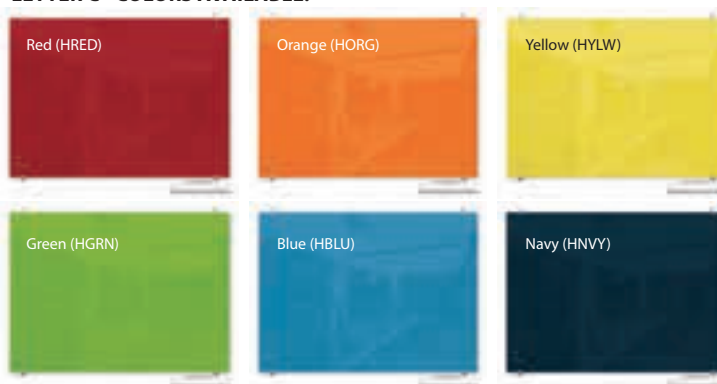 Red (HRED)
Orange (HORG)
Yellow (HYLW)
Green (HGRN)
Blue (HBLU)
Navy (HNVY)